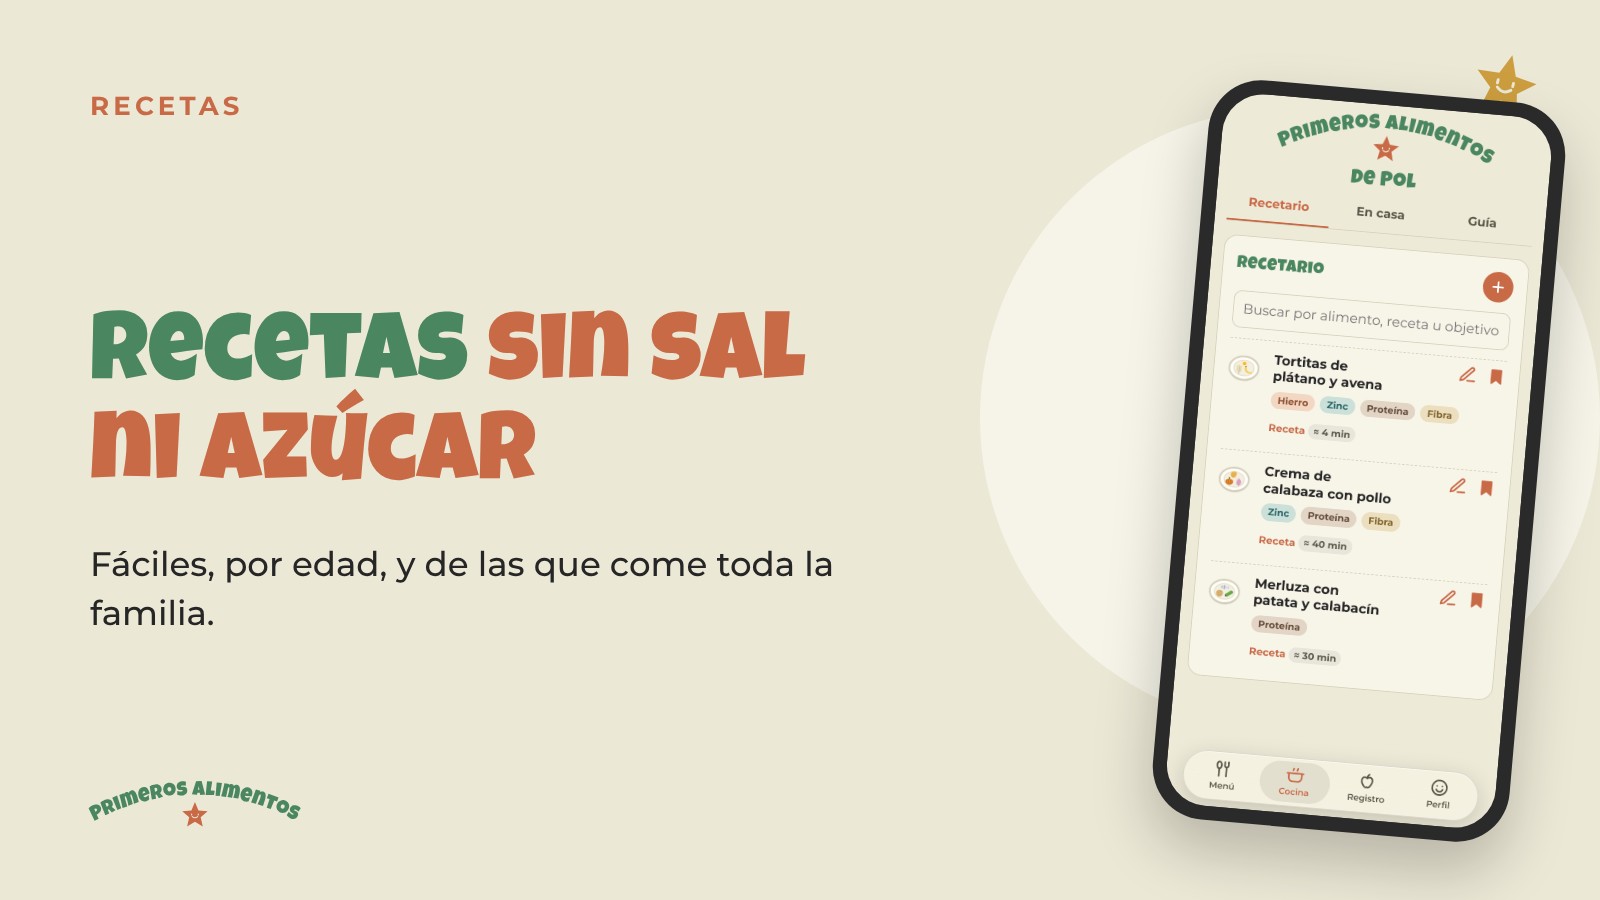 RECETAS
RECETAS SIN SAL
NI AZÚCAR
Fáciles, por edad, y de las que come toda la
familia.
PRIMEROS ALIMENTOS
PRIMEROS ALIMENTOS
DE POL
Recetario
En casa
Guía
RECETARIO
+
Buscar por alimento, receta u objetivo
Tortitas de
plátano y avena
Hierro Zinc Proteína Fibra
Receta ≈ 4 min
Crema de
calabaza con pollo
Zinc Proteína Fibra
Receta ≈ 40 min
Merluza con
patata y calabacín
Proteína
Receta ≈ 30 min
Menú
Cocina
Registro
Perfil